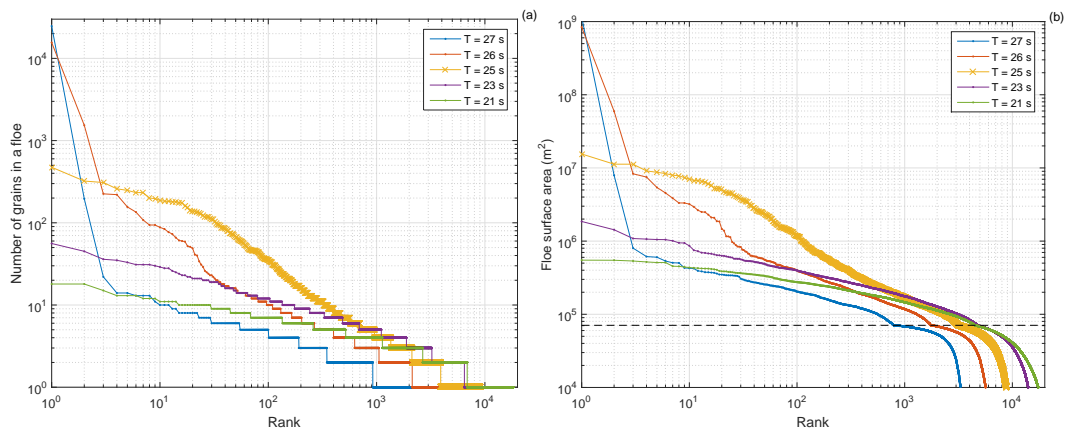 (a)
10^4
10^3
10^2
10^1
10^0
Number of grains in a floe
T = 27 s
T = 26 s
T = 25 s
T = 23 s
T = 21 s
10^0
10^1
10^2
10^3
10^4
Rank
(b)
10^9
10^8
10^7
10^6
10^5
10^4
Floe surface area (m^2)
T = 27 s
T = 26 s
T = 25 s
T = 23 s
T = 21 s
10^0
10^1
10^2
10^3
10^4
Rank